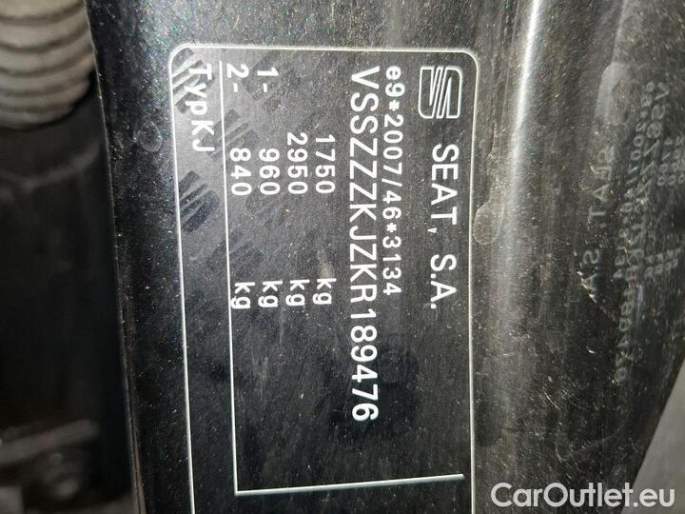 SEAT, S.A.
e9*2007/46*3134
VSSZZZKJZKR189476
1750 kg
2950 kg
1- 960 kg
2- 840 kg
TypKJ
CarOutlet.eu